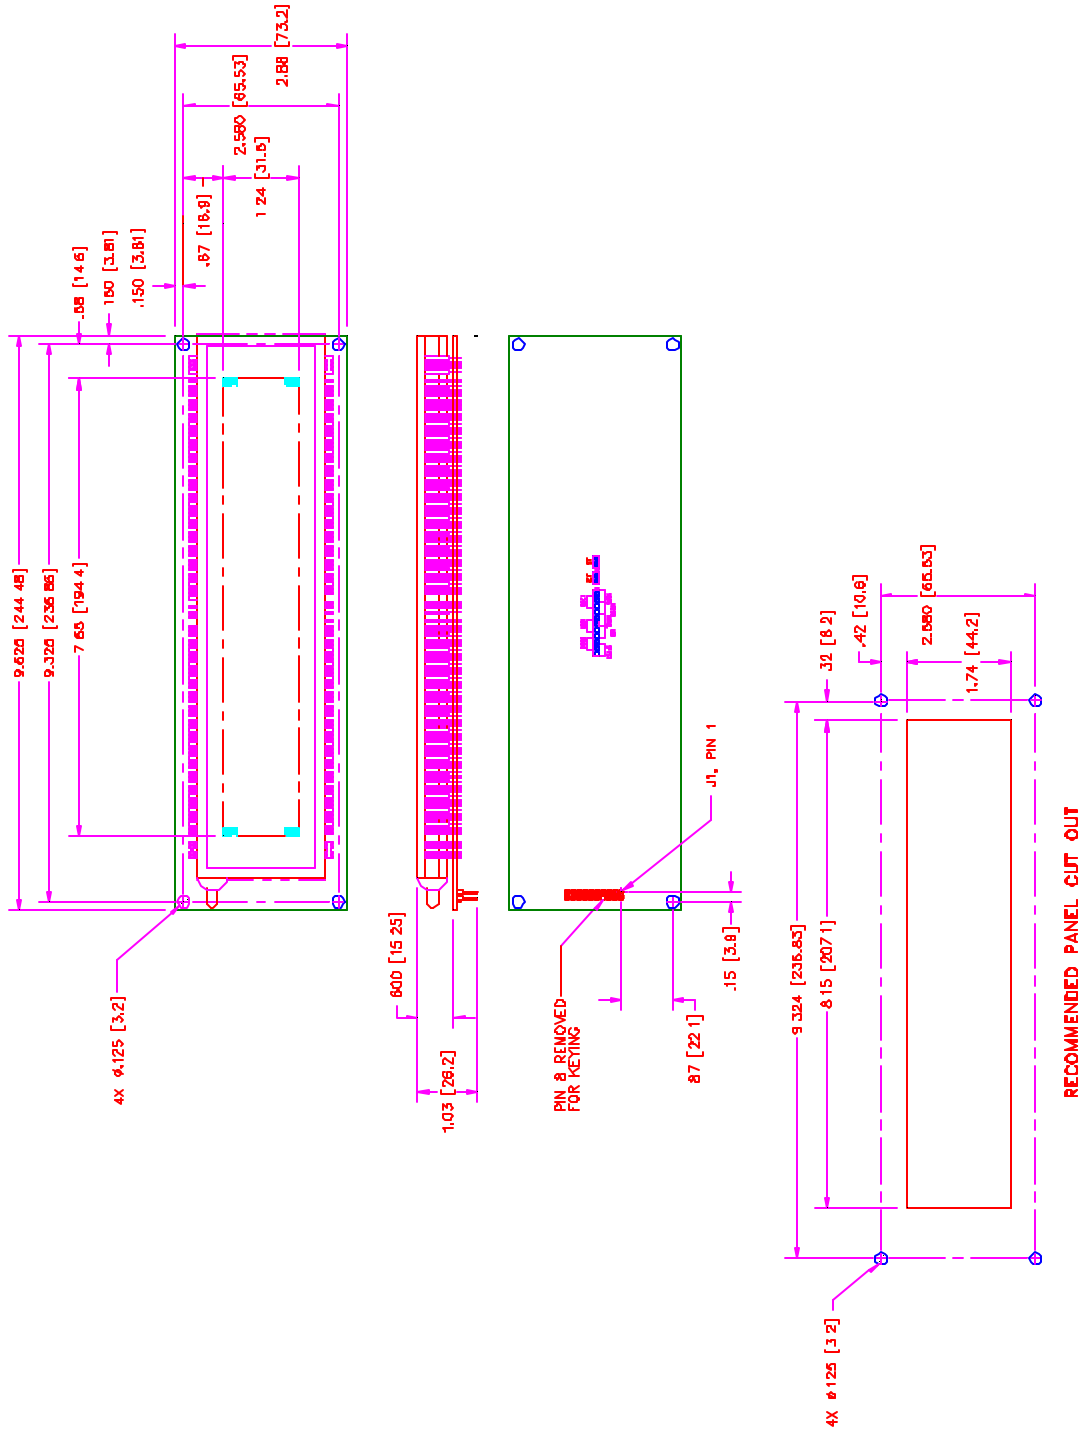 2.88 [73.2]
2.580 [65.53]
1 24 [31.6]
.67 [16.9]
.150 [3.81]
150 [3.81]
.58 [14 6]
9.625 [244 48]
9.325 [236 86]
7 65 [194 4]
4X ø.125 [3.2]
.600 [15 25]
1.03 [26.2]
J1, PIN 1
PIN 8 REMOVED
FOR KEYING
.15 [3.8]
.87 [22 1]
.32 [8 2]
.42 [10.8]
2.580 [65.53]
1.74 [44.2]
9 324 [236.83]
8 15 [207 1]
4X ø 125 [3 2]
RECOMMENDED PANEL CUT OUT